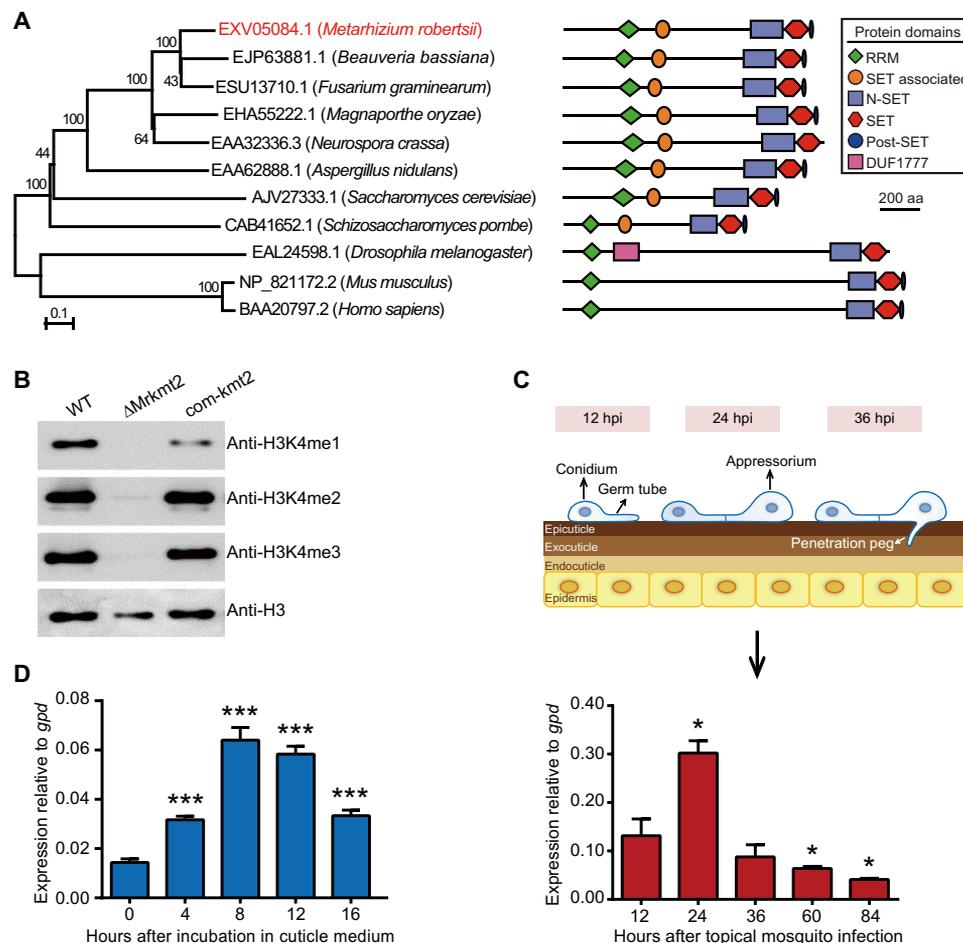 A
EXV05084.1 (Metarhizium robertsii)
EJP63881.1 (Beauveria bassiana)
ESU13710.1 (Fusarium graminearum)
EHA55222.1 (Magnaporthe oryzae)
EAA32336.3 (Neurospora crassa)
EAA62888.1 (Aspergillus nidulans)
AJV27333.1 (Saccharomyces cerevisiae)
CAB41652.1 (Schizosaccharomyces pombe)
EAL24598.1 (Drosophila melanogaster)
NP_821172.2 (Mus musculus)
BAA20797.2 (Homo sapiens)
100
43
100
64
100
100
44
100
100
0.1
Protein domains
RRM
SET associated
N-SET
SET
Post-SET
DUF1777
200 aa
B
WT
ΔMrkmt2
com-kmt2
Anti-H3K4me1
Anti-H3K4me2
Anti-H3K4me3
Anti-H3
C
12 hpi
24 hpi
36 hpi
Conidium
Germ tube
Appressorium
Epicuticle
Exocuticle
Penetration peg
Endocuticle
Epidermis
0.40
0.30
0.20
0.10
0.00
Expression relative to gpd
*
*
*
12 24 36 60 84
Hours after topical mosquito infection
D
0.08
0.06
0.04
0.02
0.00
Expression relative to gpd
***
***
***
***
0 4 8 12 16
Hours after incubation in cuticle medium